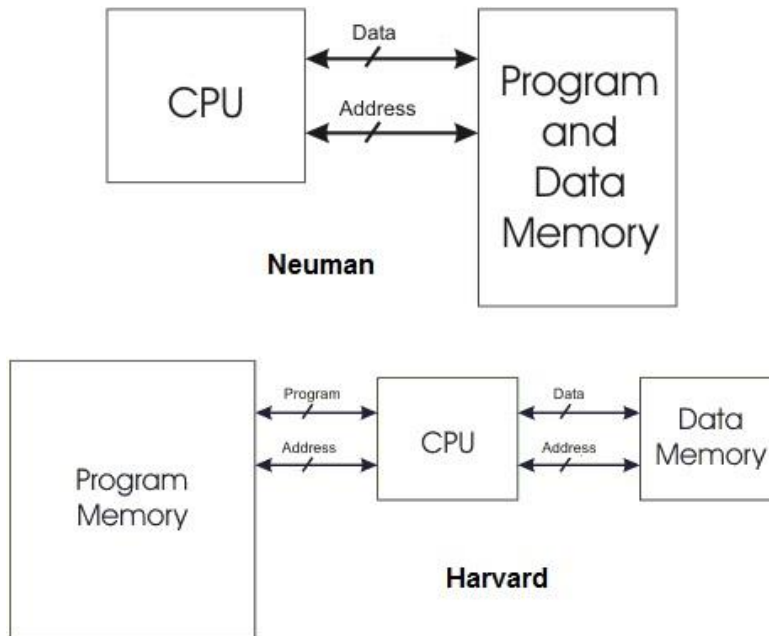 Data
CPU
Address
Program
and
Data
Memory
Neuman
Program
Data
CPU
Address
Address
Data
Memory
Program
Memory
Harvard